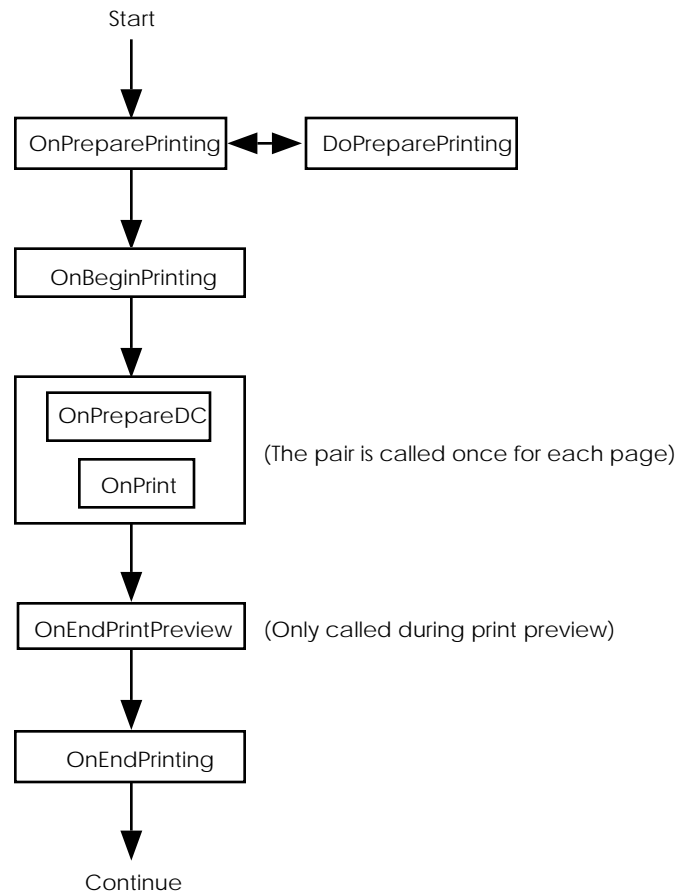 Start
OnPreparePrinting
DoPreparePrinting
OnBeginPrinting
OnPrepareDC
(The pair is called once for each page)
OnPrint
OnEndPrintPreview
(Only called during print preview)
OnEndPrinting
Continue